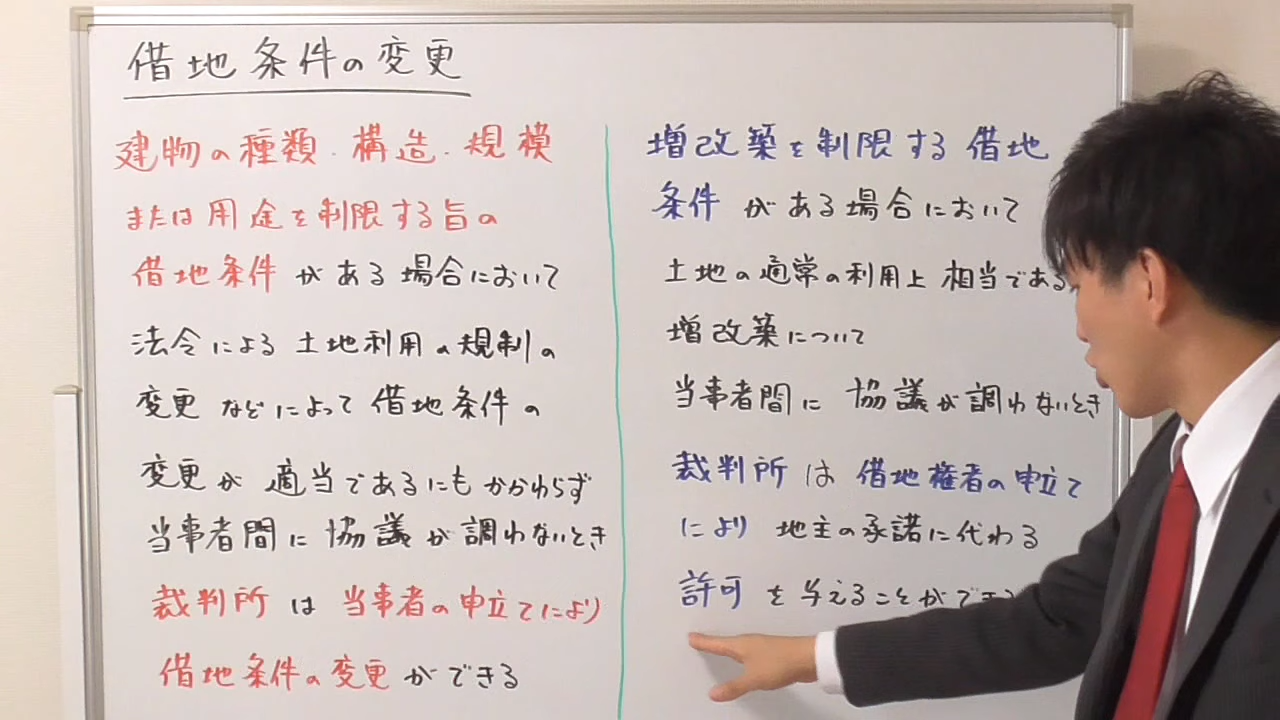 借地条件の変更
建物の種類・構造・規模
または用途を制限する旨の
借地条件がある場合において
法令による土地利用の規制の
変更などによって借地条件の
変更が適当であるにもかかわらず
当事者間に協議が調わないとき
裁判所は当事者の申立てにより
借地条件の変更ができる
増改築を制限する借地
条件がある場合において
土地の通常の利用上相当である
増改築について
当事者間に協議が調わないとき
裁判所は借地権者の申立て
により地主の承諾に代わる
許可を与えることができる